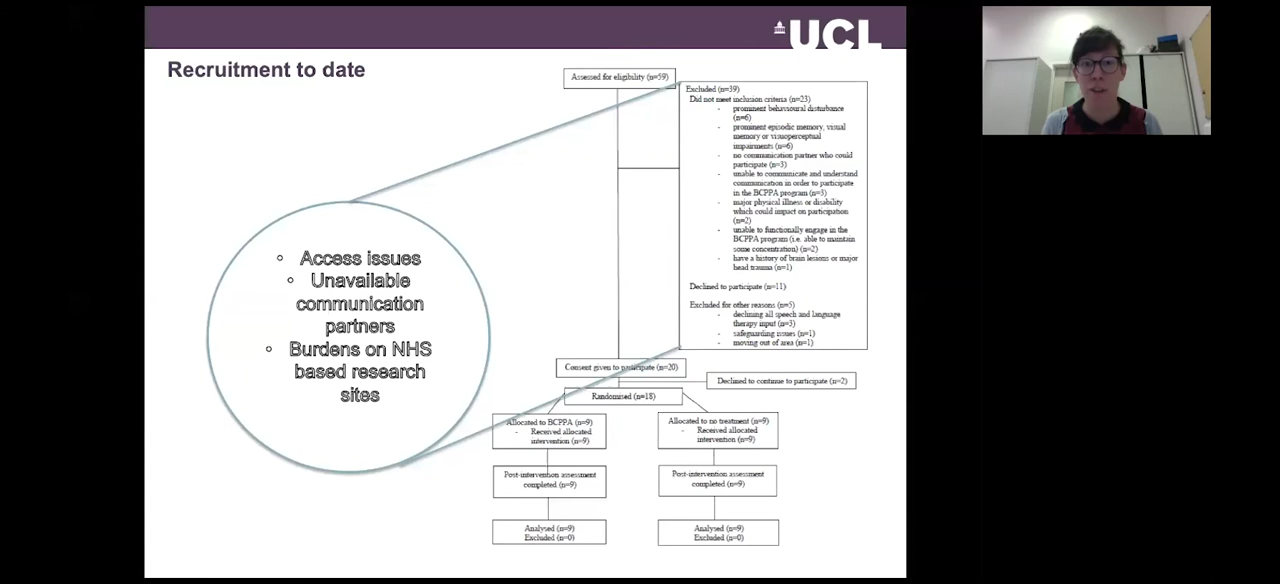 UCL
Recruitment to date
Assessed for eligibility (n=59)
Excluded (n=39)
Did not meet inclusion criteria (n=23)
- prominent behavioural disturbance
(n=6)
- prominent episodic memory, visual
memory or visuoperceptual
impairments (n=6)
- no communication partner who could
participate (n=3)
- unable to communicate and understand
communication in order to participate
in the BCPPA program (n=3)
- major physical illness or disability
which could impact on participation
(n=2)
- unable to functionally engage in the
BCPPA program (i.e. able to maintain
some concentration) (n=2)
- have a history of brain lesions or major
head trauma (n=1)
Declined to participate (n=11)
Excluded for other reasons (n=5)
- declining all speech and language
therapy input (n=3)
- safeguarding issues (n=1)
- moving out of area (n=1)
• Access issues
• Unavailable
communication
partners
• Burdens on NHS
based research
sites
Consent given to participate (n=20)
Declined to continue to participate (n=2)
Randomised (n=18)
Allocated to BCPPA (n=9)
- Received allocated
intervention (n=9)
Allocated to no treatment (n=9)
- Received allocated
intervention (n=9)
Post-intervention assessment
completed (n=9)
Post-intervention assessment
completed (n=9)
Analysed (n=9)
Excluded (n=0)
Analysed (n=9)
Excluded (n=0)